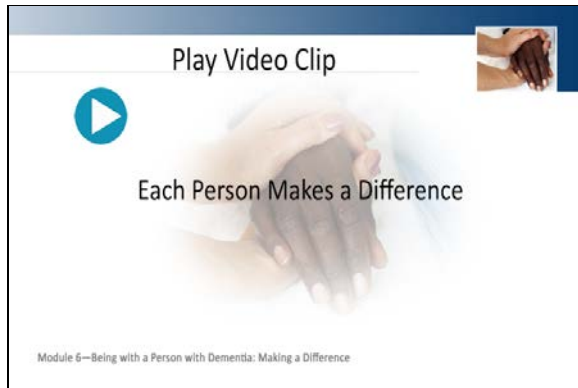 Play Video Clip
Each Person Makes a Difference
Module 6—Being with a Person with Dementia: Making a Difference